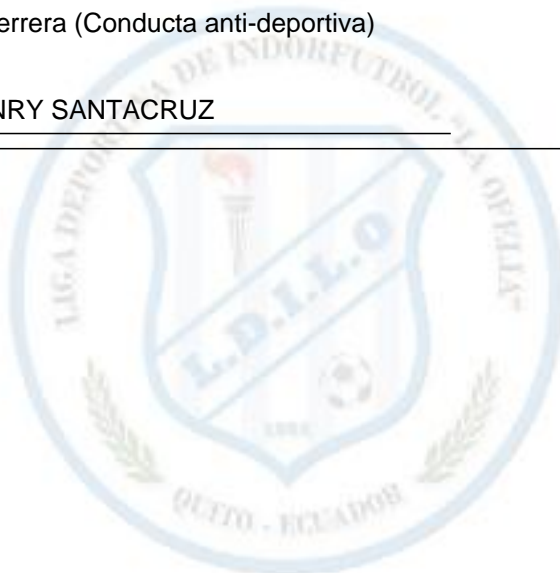 errera (Conducta anti-deportiva)
NRY SANTACRUZ
LIGA DEPORTIVA DE INDORFUTBOL "LA OFELIA"
L.D.I.L.O
QUITO - ECUADOR